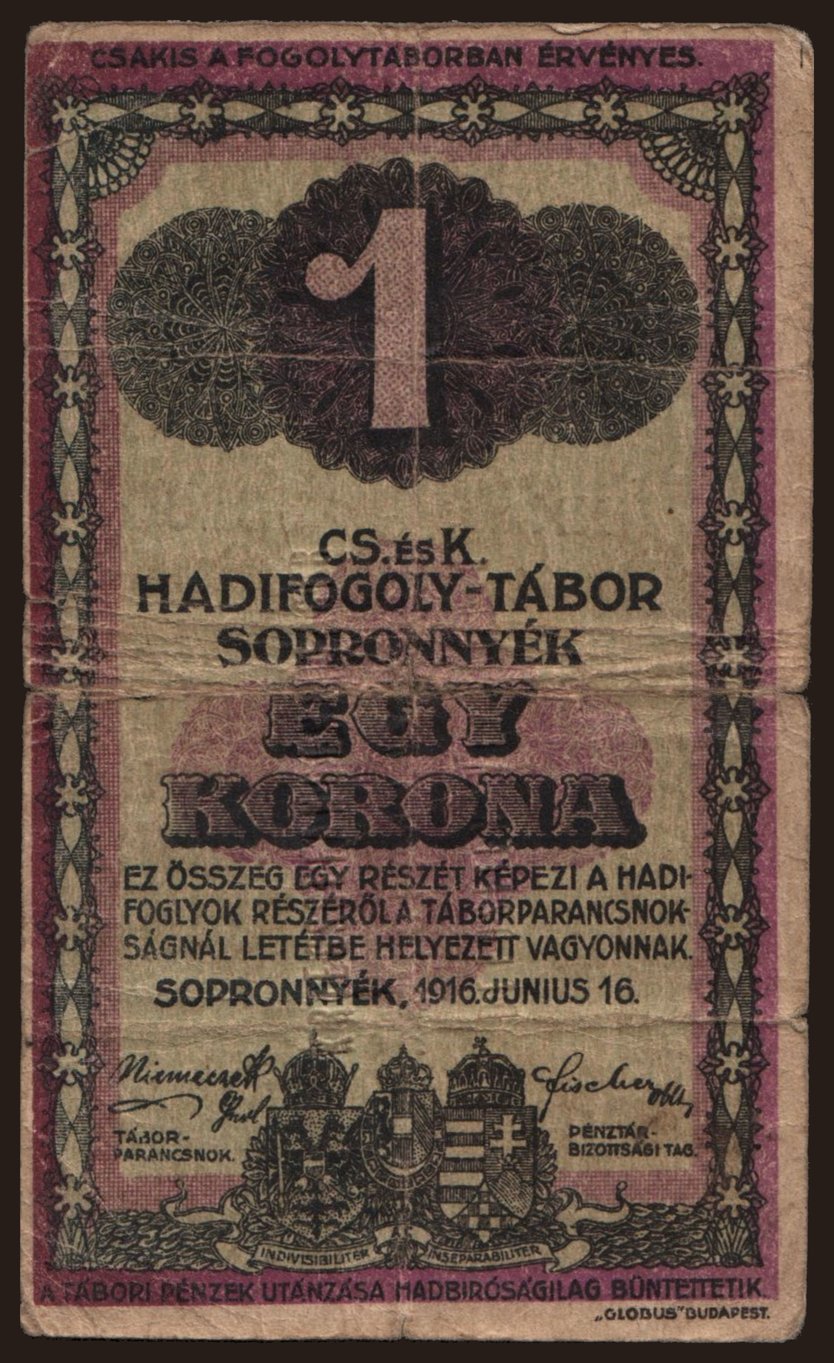 CSAKIS A FOGOLYTÁBORBAN ÉRVÉNYES.
1
CS. ÉS K.
HADIFOGOLY-TÁBOR
SOPRONNYÉK
EGY
KORONA
EZ ÖSSZEG EGY RÉSZÉT KÉPEZI A HADI-
FOGLYOK RÉSZÉRŐL A TÁBORPARANCSNOK-
SÁGNÁL LETÉTBE HELYEZETT VAGYONNAK.
SOPRONNYÉK, 1916. JUNIUS 16.
Niemeczek
Fischer
TÁBOR-
PARANCSNOK.
PÉNZTÁR-
BIZOTTSÁGI TAG.
INDIVISIBILITER INSEPARABILITER
A TÁBORI PÉNZEK UTÁNZÁSA HADBIRÓSÁGILAG BÜNTETTETIK.
„GLOBUS" BUDAPEST.